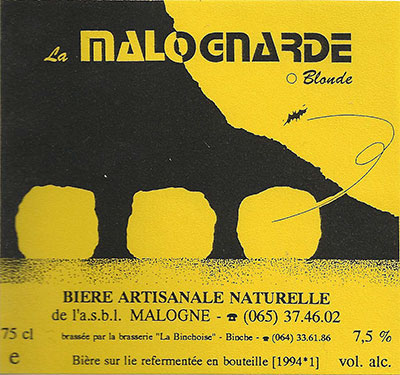 La MALOGNARDE
Blonde
BIERE ARTISANALE NATURELLE
de l'a.s.b.l. MALOGNE - ☎ (065) 37.46.02
75 cl brassée par la brasserie "La Binchoise" - Binche - ☎ (064) 33.61.86 7,5 %
e Bière sur lie refermentée en bouteille [1994*1] vol. alc.